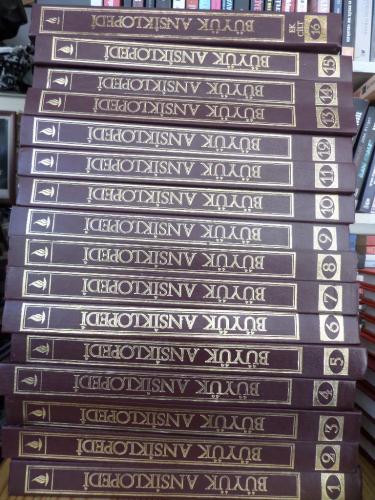 BÜYÜK ANSİKLOPEDİ EK CİLT 16
BÜYÜK ANSİKLOPEDİ 15
BÜYÜK ANSİKLOPEDİ 14
BÜYÜK ANSİKLOPEDİ 13
BÜYÜK ANSİKLOPEDİ 12
BÜYÜK ANSİKLOPEDİ 11
BÜYÜK ANSİKLOPEDİ 10
BÜYÜK ANSİKLOPEDİ 9
BÜYÜK ANSİKLOPEDİ 8
BÜYÜK ANSİKLOPEDİ 7
BÜYÜK ANSİKLOPEDİ 6
BÜYÜK ANSİKLOPEDİ 5
BÜYÜK ANSİKLOPEDİ 4
BÜYÜK ANSİKLOPEDİ 3
BÜYÜK ANSİKLOPEDİ 2
BÜYÜK ANSİKLOPEDİ 1